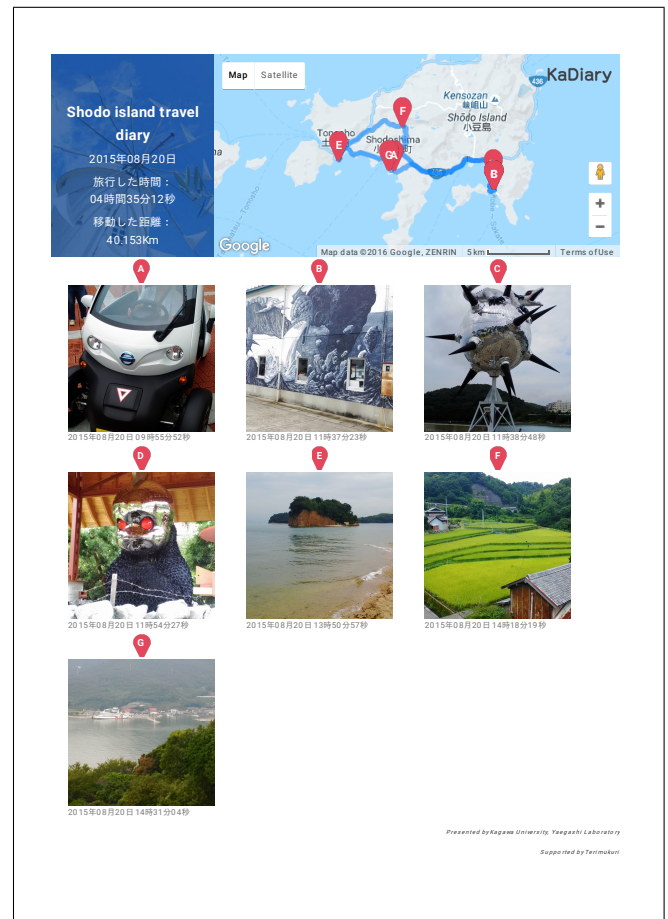 Shodo island travel
diary
2015年08月20日
旅行した時間：
04時間35分12秒
移動した距離：
40.153Km
Map Satellite
KaDiary
436
Kensozan
Shōdo Island
小豆島
Shodoshima
F
E
G A
B
Google
Map data ©2016 Google, ZENRIN 5 km Terms of Use
A
B
C
2015年08月20日 09時55分52秒
2015年08月20日 11時37分23秒
2015年08月20日 11時38分48秒
D
E
F
2015年08月20日 11時54分27秒
2015年08月20日 13時50分57秒
2015年08月20日 14時18分19秒
G
2015年08月20日 14時31分04秒
Presented by Kagawa University, Yaegashi Laboratory
Supported by Terimukuri